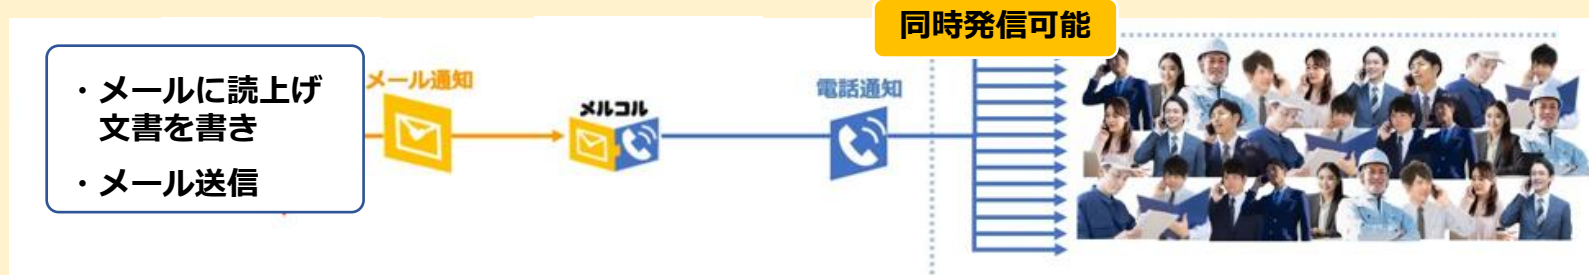 同時発信可能
・メールに読上げ
文書を書き
・メール送信
メール通知
メルコル
電話通知